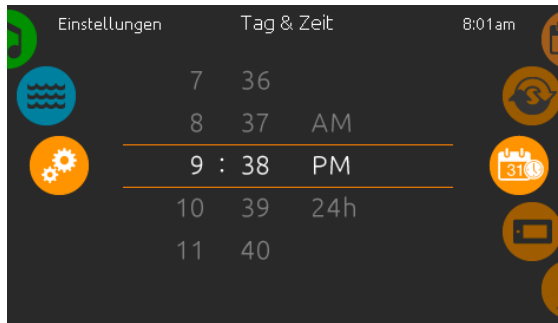 Einstellungen Tag & Zeit 8:01am
7 36
8 37 AM
9 : 38 PM
10 39 24h
11 40
31